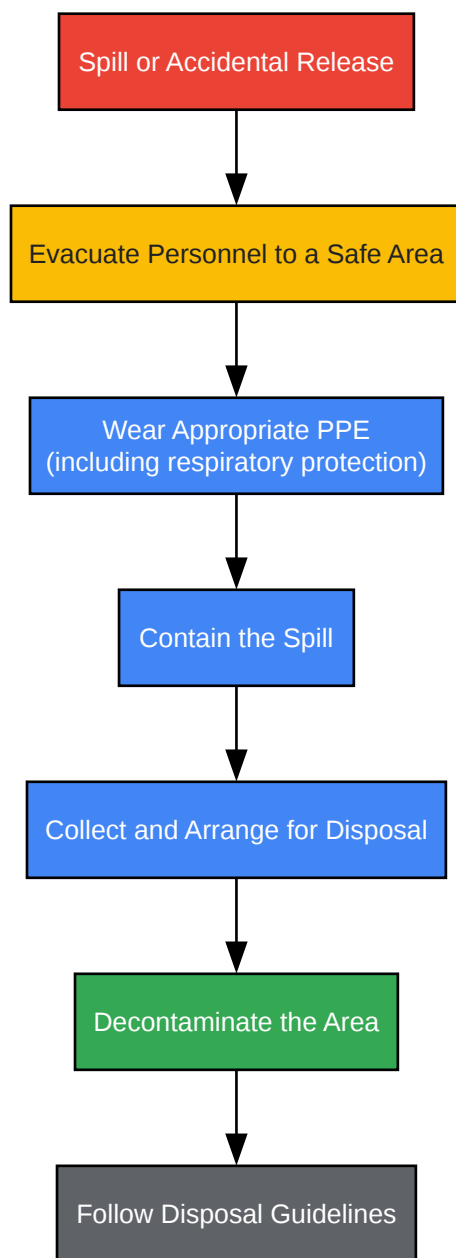 Spill or Accidental Release
Evacuate Personnel to a Safe Area
Wear Appropriate PPE
(including respiratory protection)
Contain the Spill
Collect and Arrange for Disposal
Decontaminate the Area
Follow Disposal Guidelines